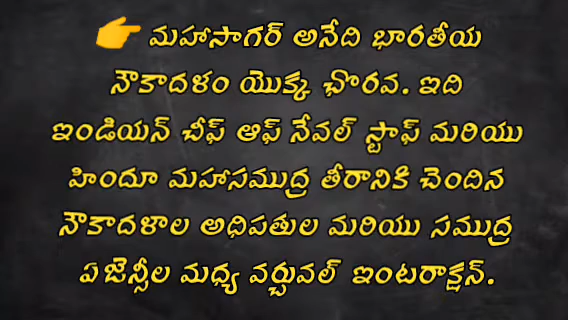 👉 మహాసాగర్ అనేది భారతీయ
నౌకాదళం యొక్క చొరవ. ఇది
ఇండియన్ చీఫ్ ఆఫ్ నేవల్ స్టాఫ్ మరియు
హిందూ మహాసముద్ర తీరానికి చెందిన
నౌకాదళాల అధిపతుల మరియు సముద్ర
ఏజెన్సీల మధ్య వర్చువల్ ఇంటరాక్షన్.